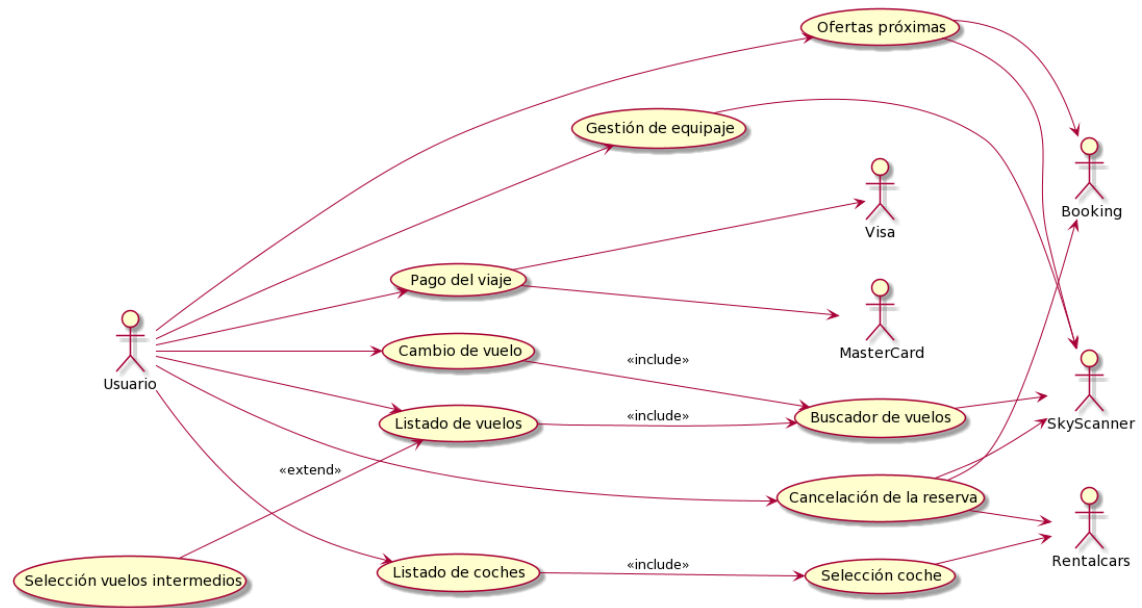 Ofertas próximas
Gestión de equipaje
Booking
Visa
Pago del viaje
MasterCard
Usuario
Cambio de vuelo
«include»
Listado de vuelos
«include»
Buscador de vuelos
SkyScanner
«extend»
Cancelación de la reserva
Selección vuelos intermedios
Listado de coches
«include»
Selección coche
Rentalcars